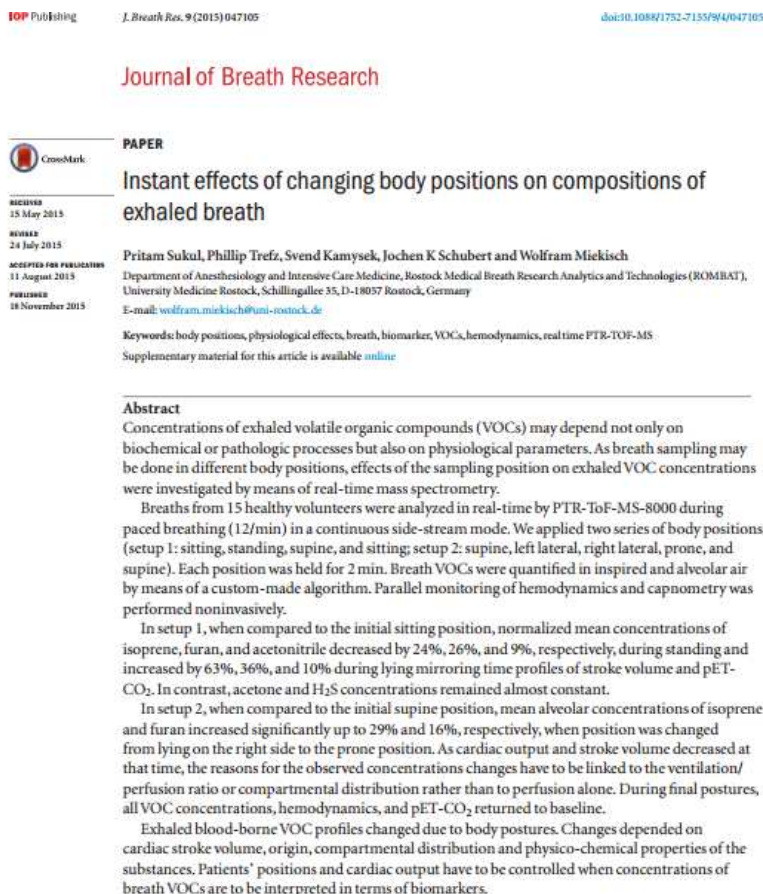 IOP Publishing
J. Breath Res. 9 (2015) 047105
doi:10.1088/1752-7155/9/4/047105
Journal of Breath Research
CrossMark
RECEIVED
15 May 2015
REVISED
24 July 2015
ACCEPTED FOR PUBLICATION
11 August 2015
PUBLISHED
18 November 2015
PAPER
Instant effects of changing body positions on compositions of
exhaled breath
Pritam Sukul, Phillip Trefz, Svend Kamysek, Jochen K Schubert and Wolfram Miekisch
Department of Anesthesiology and Intensive Care Medicine, Rostock Medical Breath Research Analytics and Technologies (ROMBAT),
University Medicine Rostock, Schillingallee 35, D-18057 Rostock, Germany
E-mail: wolfram.miekisch@uni-rostock.de
Keywords: body positions, physiological effects, breath, biomarker, VOCs, hemodynamics, real time PTR-TOF-MS
Supplementary material for this article is available online
Abstract
Concentrations of exhaled volatile organic compounds (VOCs) may depend not only on
biochemical or pathologic processes but also on physiological parameters. As breath sampling may
be done in different body positions, effects of the sampling position on exhaled VOC concentrations
were investigated by means of real-time mass spectrometry.
Breaths from 15 healthy volunteers were analyzed in real-time by PTR-ToF-MS-8000 during
paced breathing (12/min) in a continuous side-stream mode. We applied two series of body positions
(setup 1: sitting, standing, supine, and sitting; setup 2: supine, left lateral, right lateral, prone, and
supine). Each position was held for 2 min. Breath VOCs were quantified in inspired and alveolar air
by means of a custom-made algorithm. Parallel monitoring of hemodynamics and capnometry was
performed noninvasively.
In setup 1, when compared to the initial sitting position, normalized mean concentrations of
isoprene, furan, and acetonitrile decreased by 24%, 26%, and 9%, respectively, during standing and
increased by 63%, 36%, and 10% during lying mirroring time profiles of stroke volume and pET-
CO₂. In contrast, acetone and H₂S concentrations remained almost constant.
In setup 2, when compared to the initial supine position, mean alveolar concentrations of isoprene
and furan increased significantly up to 29% and 16%, respectively, when position was changed
from lying on the right side to the prone position. As cardiac output and stroke volume decreased at
that time, the reasons for the observed concentrations changes have to be linked to the ventilation/
perfusion ratio or compartmental distribution rather than to perfusion alone. During final postures,
all VOC concentrations, hemodynamics, and pET-CO₂ returned to baseline.
Exhaled blood-borne VOC profiles changed due to body postures. Changes depended on
cardiac stroke volume, origin, compartmental distribution and physico-chemical properties of the
substances. Patients' positions and cardiac output have to be controlled when concentrations of
breath VOCs are to be interpreted in terms of biomarkers.